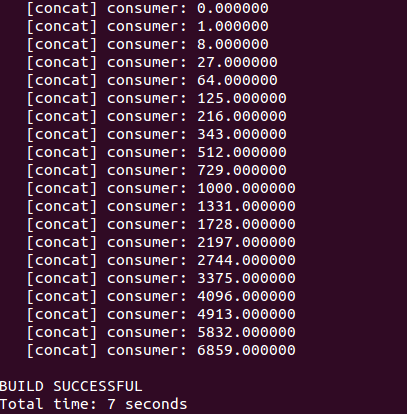 [concat] consumer: 0.000000
[concat] consumer: 1.000000
[concat] consumer: 8.000000
[concat] consumer: 27.000000
[concat] consumer: 64.000000
[concat] consumer: 125.000000
[concat] consumer: 216.000000
[concat] consumer: 343.000000
[concat] consumer: 512.000000
[concat] consumer: 729.000000
[concat] consumer: 1000.000000
[concat] consumer: 1331.000000
[concat] consumer: 1728.000000
[concat] consumer: 2197.000000
[concat] consumer: 2744.000000
[concat] consumer: 3375.000000
[concat] consumer: 4096.000000
[concat] consumer: 4913.000000
[concat] consumer: 5832.000000
[concat] consumer: 6859.000000
BUILD SUCCESSFUL
Total time: 7 seconds